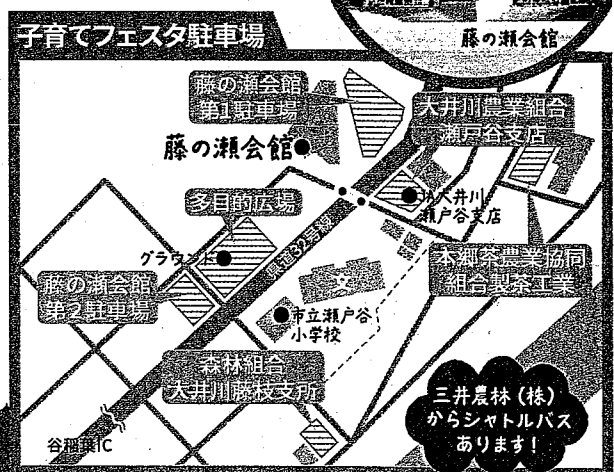 藤の瀬会館
子育てフェスタ駐車場
藤の瀬会館
第1駐車場
大井川農業組合
瀬戸谷支店
藤の瀬会館
多目的広場
JA大井川
瀬戸谷支店
グラウンド
県道32号線
藤の瀬会館
第2駐車場
本郷茶農業協同
組合製茶工業
市立瀬戸谷
小学校
森林組合
大井川藤枝支所
三井農林(株)
からシャトルバス
あります!
谷稲葉IC